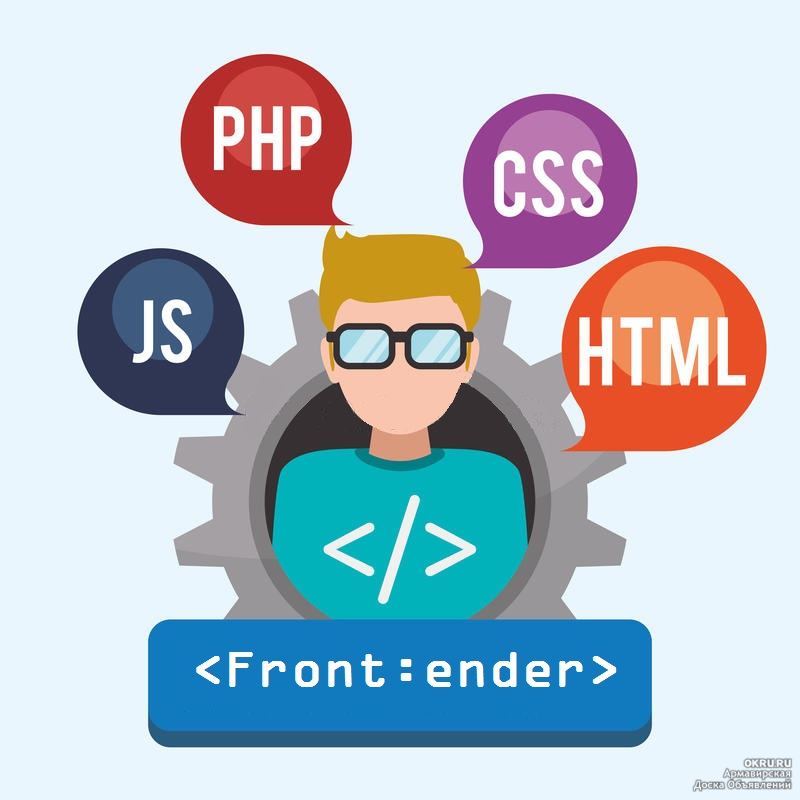 PHP
CSS
JS
HTML
</>
<Front:ender>
OKRU.RU
Армавирская
Доска Объявлений